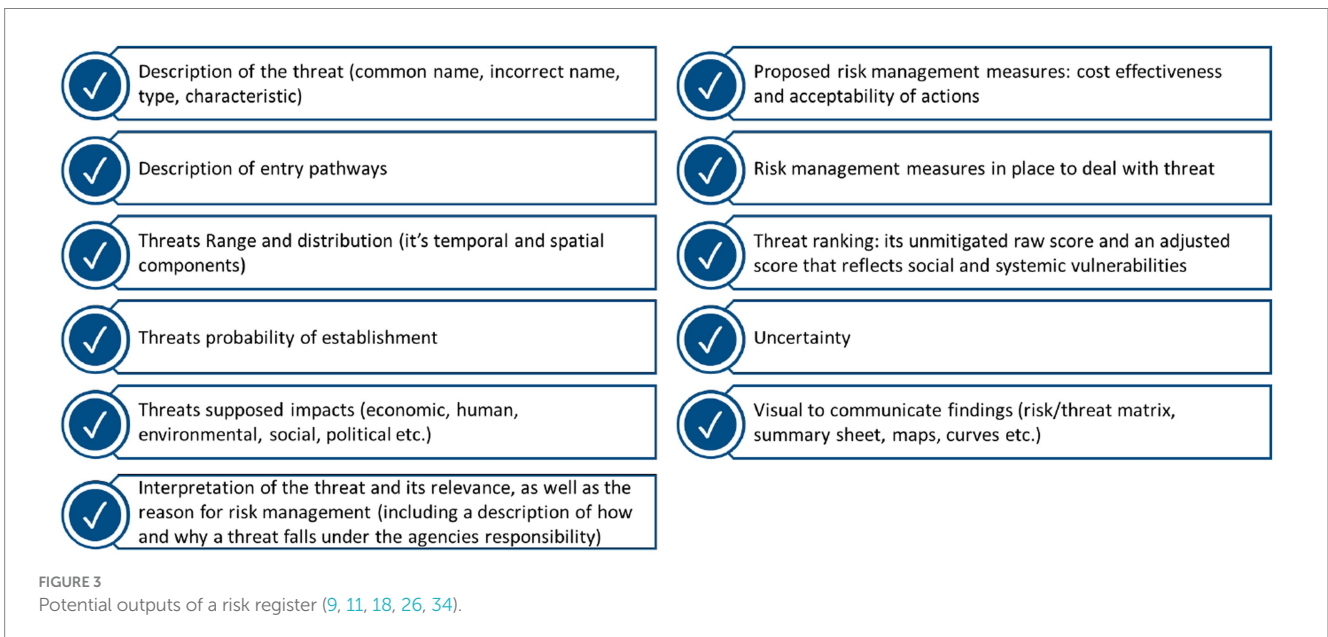 Description of the threat (common name, incorrect name,
type, characteristic)
Description of entry pathways
Threats Range and distribution (it's temporal and spatial
components)
Threats probability of establishment
Threats supposed impacts (economic, human,
environmental, social, political etc.)
Interpretation of the threat and its relevance, as well as the
reason for risk management (including a description of how
and why a threat falls under the agencies responsibility)
Proposed risk management measures: cost effectiveness
and acceptability of actions
Risk management measures in place to deal with threat
Threat ranking: its unmitigated raw score and an adjusted
score that reflects social and systemic vulnerabilities
Uncertainty
Visual to communicate findings (risk/threat matrix,
summary sheet, maps, curves etc.)
FIGURE 3
Potential outputs of a risk register (9, 11, 18, 26, 34).